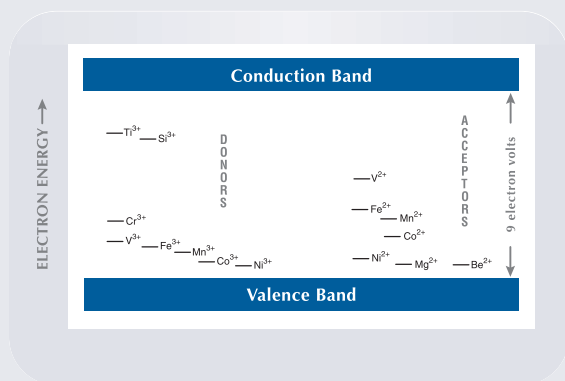 Conduction Band
ELECTRON ENERGY
Ti³⁺
Si³⁺
Cr³⁺
V³⁺
Fe³⁺
Mn³⁺
Co³⁺
Ni³⁺
DONORS
V²⁺
Fe²⁺
Mn²⁺
Co²⁺
Ni²⁺
Mg²⁺
Be²⁺
ACCEPTORS
9 electron volts
Valence Band